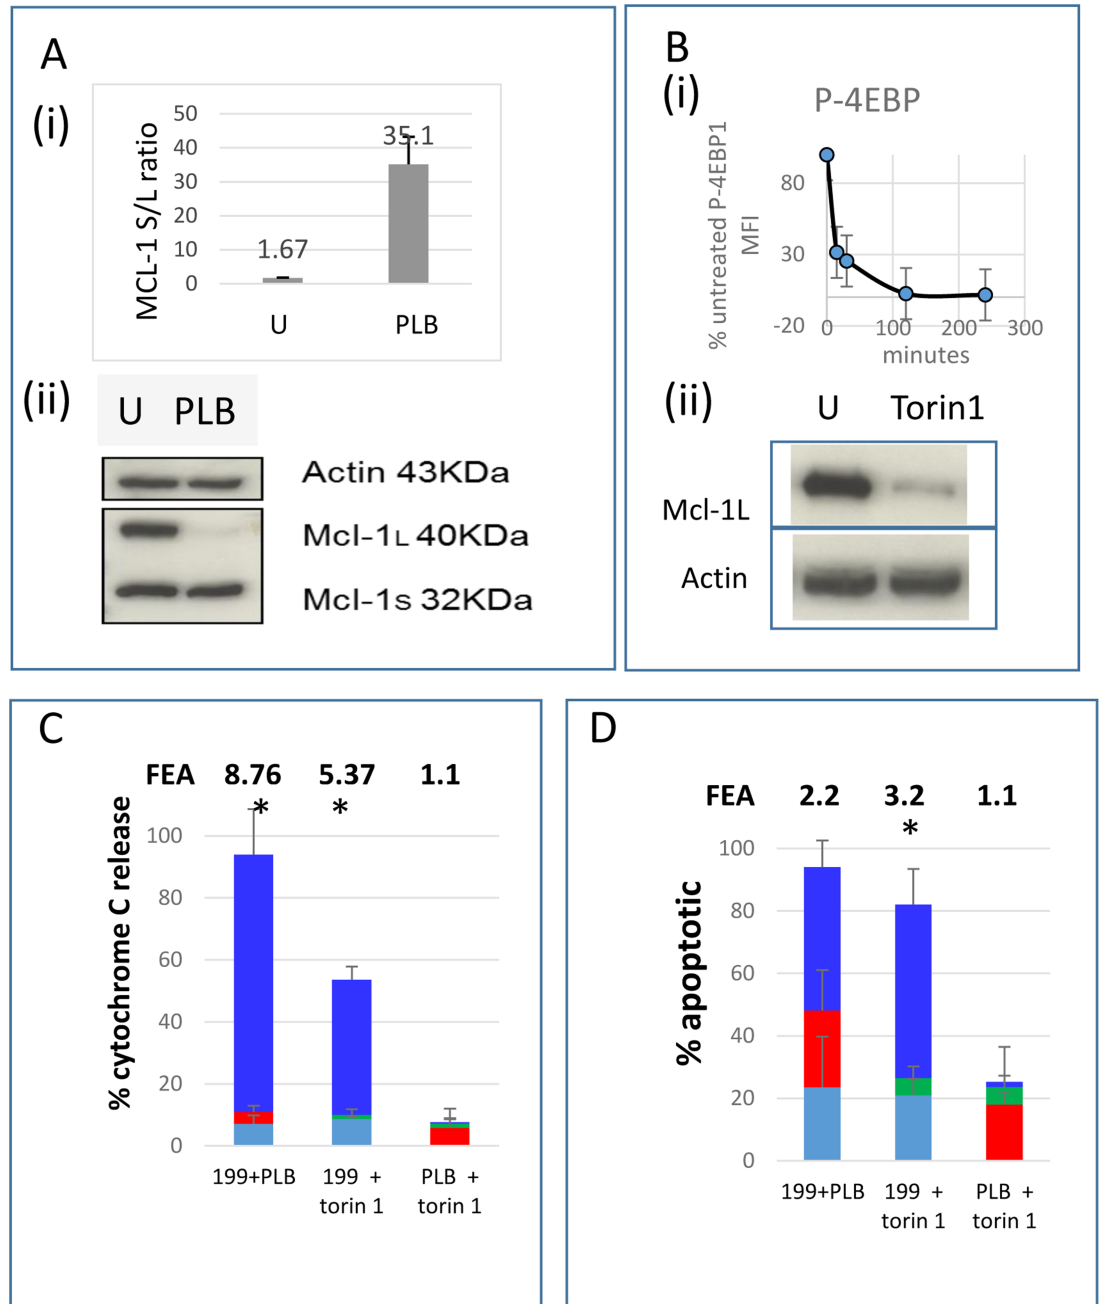 A
(i)
MCL-1 S/L ratio
50
40
30
20
10
0
35.1
1.67
U PLB
(ii)
U PLB
Actin 43KDa
Mcl-1L 40KDa
Mcl-1s 32KDa
B
(i)
P-4EBP
% untreated P-4EBP1
MFI
80
30
-20
0 100 200 300
minutes
(ii)
U Torin1
Mcl-1L
Actin
C
FEA 8.76 5.37 1.1
* *
% cytochrome C release
100
80
60
40
20
0
199+PLB 199 + PLB +
torin 1 torin 1
D
FEA 2.2 3.2 1.1
*
% apoptotic
100
80
60
40
20
0
199+PLB 199 + PLB +
torin 1 torin 1